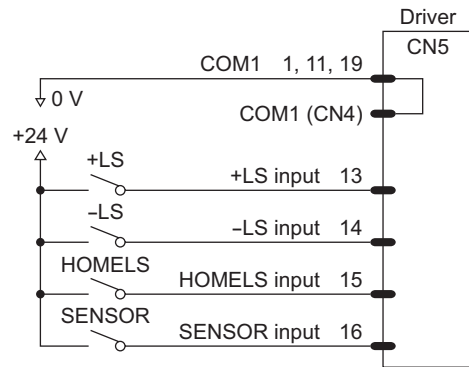 Driver
CN5
COM1 1, 11, 19
0 V
COM1 (CN4)
+24 V
+LS
+LS input 13
–LS
–LS input 14
HOMELS
HOMELS input 15
SENSOR
SENSOR input 16